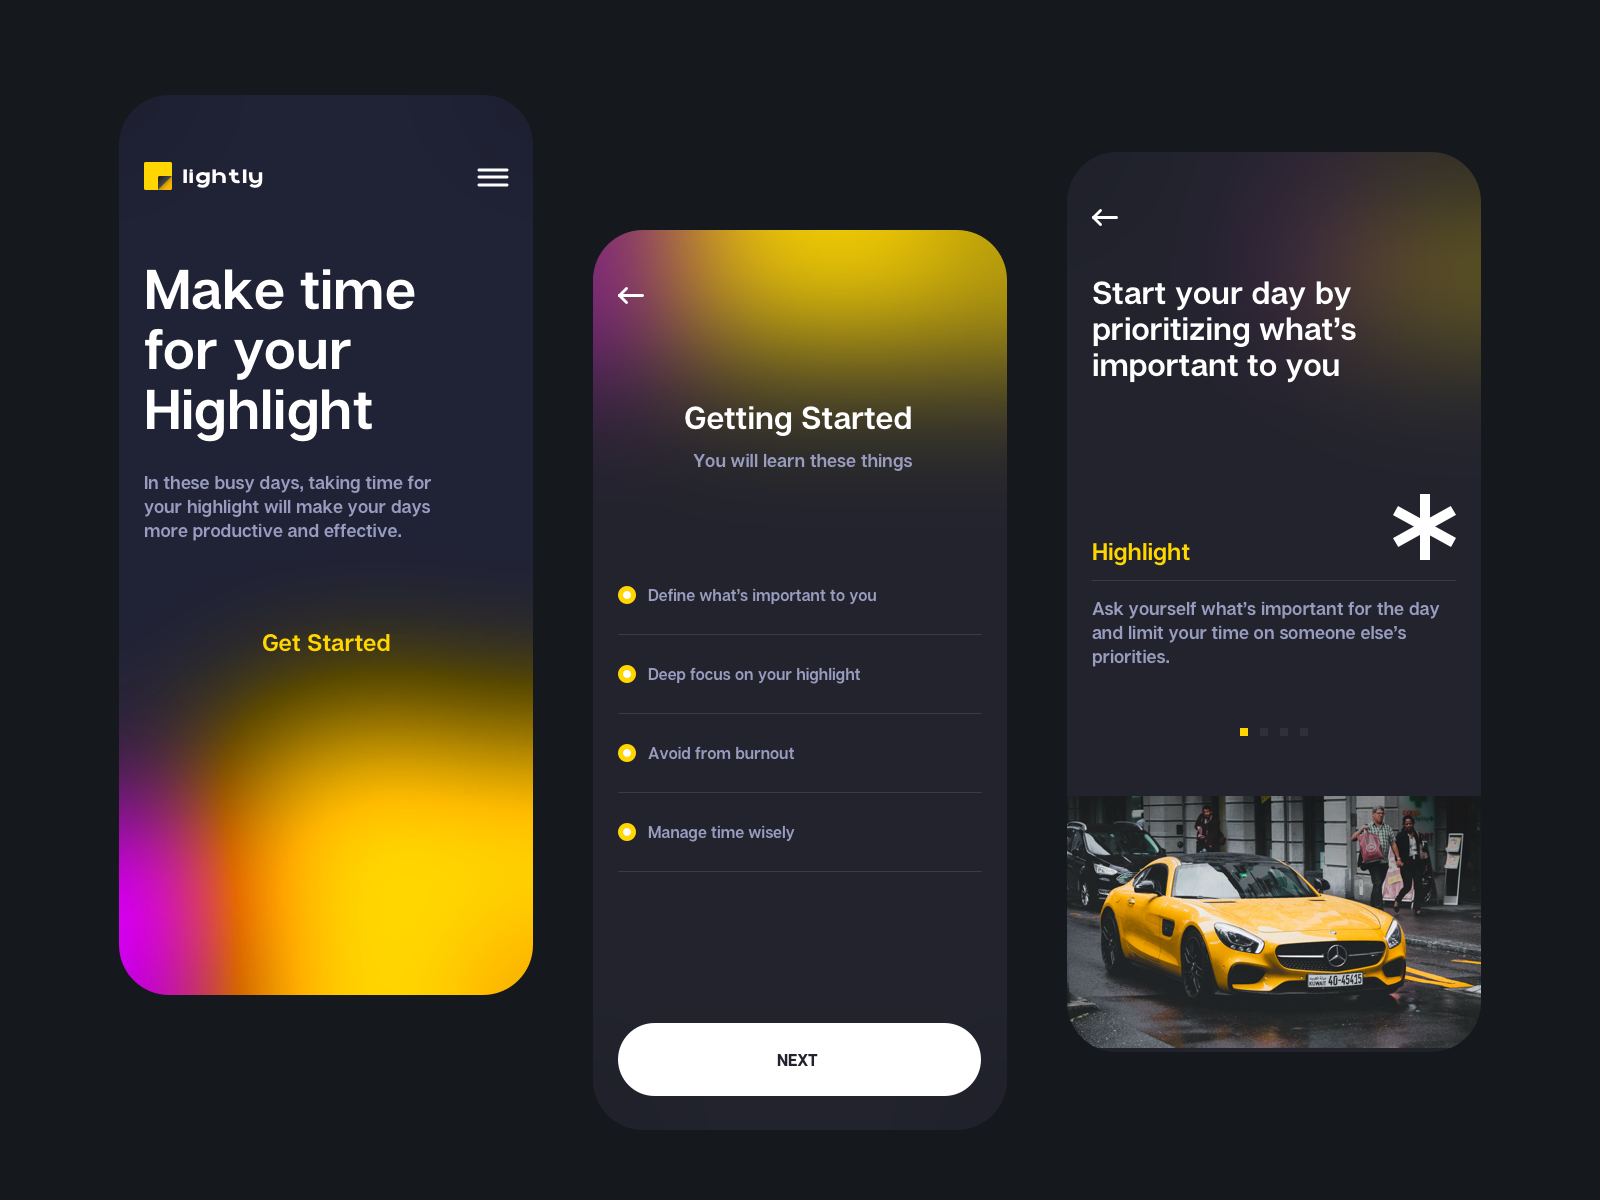 lightly
Make time
for your
Highlight
In these busy days, taking time for
your highlight will make your days
more productive and effective.
Get Started
Getting Started
You will learn these things
Define what’s important to you
Deep focus on your highlight
Avoid from burnout
Manage time wisely
NEXT
Start your day by
prioritizing what’s
important to you
Highlight
Ask yourself what’s important for the day
and limit your time on someone else’s
priorities.
KUWAIT 40-45415